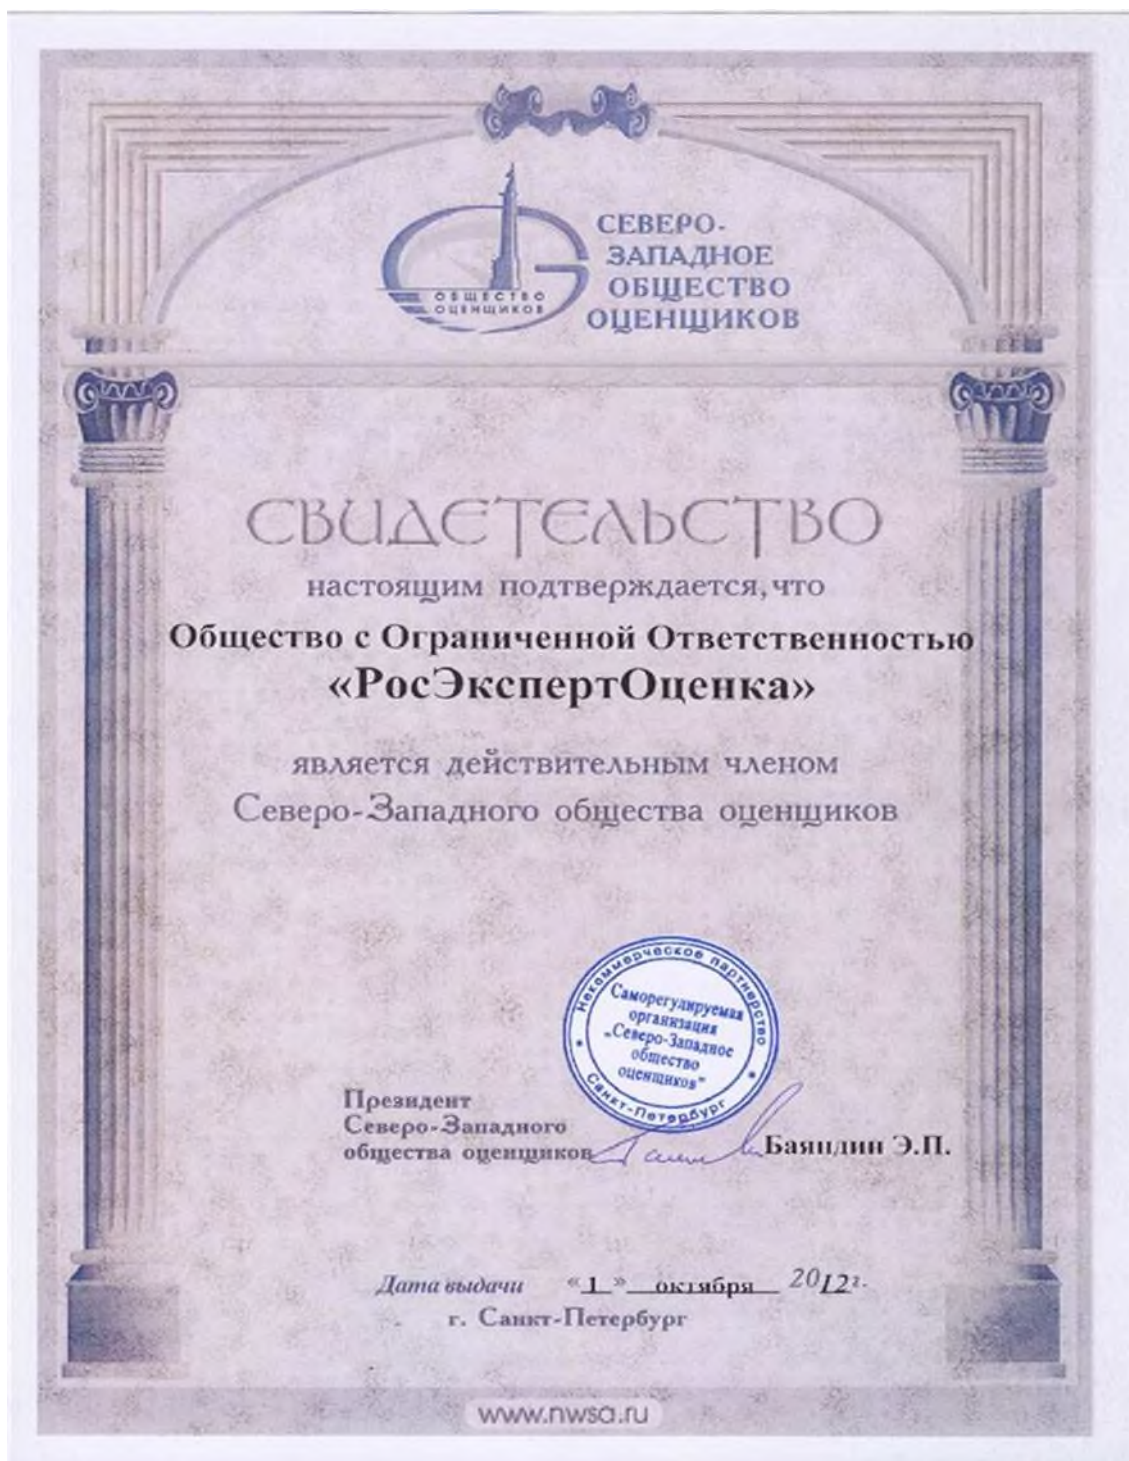 СЕВЕРО-
ЗАПАДНОЕ
ОБЩЕСТВО
ОЦЕНЩИКОВ
ОБЩЕСТВО
ОЦЕНЩИКОВ
СВИДЕТЕЛЬСТВО
настоящим подтверждается, что
Общество с Ограниченной Ответственностью
«РосЭкспертОценка»
является действительным членом
Северо-Западного общества оценщиков
Некоммерческое партнерство
Саморегулируемая
организация
„Северо-Западное
общество
оценщиков"
Санкт-Петербург
Президент
Северо-Западного
общества оценщиков
Баяндин Э.П.
Дата выдачи «1» октября 2012г.
г. Санкт-Петербург
www.nwsa.ru